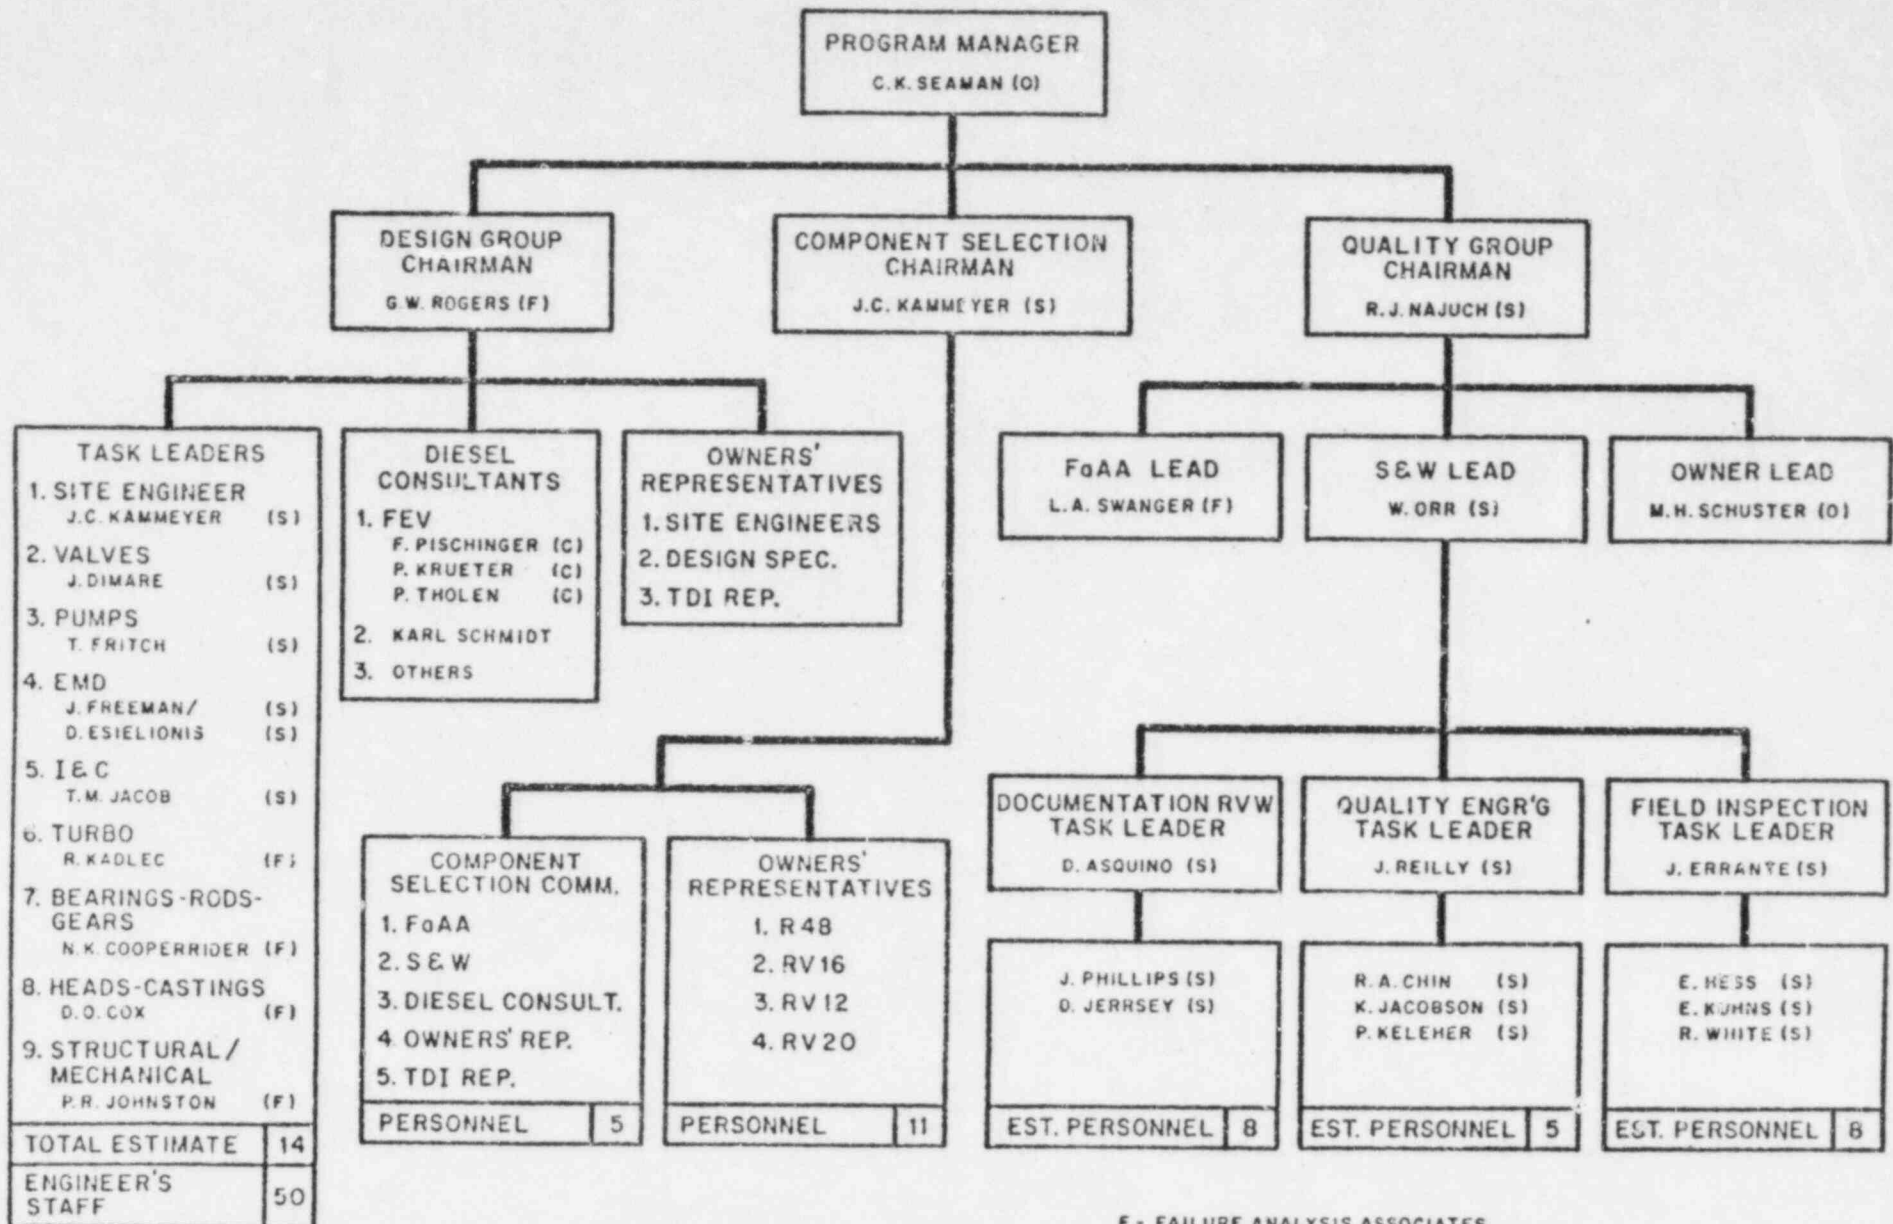 PROGRAM MANAGER
C.K. SEAMAN (O)
DESIGN GROUP
CHAIRMAN
G.W. ROGERS (F)
COMPONENT SELECTION
CHAIRMAN
J.C. KAMMEYER (S)
QUALITY GROUP
CHAIRMAN
R.J. NAJUCH (S)
TASK LEADERS
1. SITE ENGINEER
J.C. KAMMEYER (S)
2. VALVES
J. DIMARE (S)
3. PUMPS
T. FRITCH (S)
4. EMD
J. FREEMAN/ (S)
D. ESIELIONIS (S)
5. I & C
T.M. JACOB (S)
6. TURBO
R. KADLEC (F)
7. BEARINGS-RODS-
GEARS
N.K. COOPERRIDER (F)
8. HEADS-CASTINGS
D.O. COX (F)
9. STRUCTURAL/
MECHANICAL
P.R. JOHNSTON (F)
TOTAL ESTIMATE 14
ENGINEER'S
STAFF 50
DIESEL
CONSULTANTS
1. FEV
F. PISCHINGER (C)
P. KRUETER (C)
P. THOLEN (C)
2. KARL SCHMIDT
3. OTHERS
OWNERS'
REPRESENTATIVES
1. SITE ENGINEERS
2. DESIGN SPEC.
3. TDI REP.
FaAA LEAD
L.A. SWANGER (F)
S&W LEAD
W. ORR (S)
OWNER LEAD
M.H. SCHUSTER (O)
COMPONENT
SELECTION COMM.
1. FaAA
2. S & W
3. DIESEL CONSULT.
4. OWNERS' REP.
5. TDI REP.
PERSONNEL 5
OWNERS'
REPRESENTATIVES
1. R48
2. RV16
3. RV12
4. RV20
PERSONNEL 11
DOCUMENTATION RVW
TASK LEADER
D. ASQUINO (S)
J. PHILLIPS (S)
D. JERRSEY (S)
EST. PERSONNEL 8
QUALITY ENGR'G
TASK LEADER
J. REILLY (S)
R.A. CHIN (S)
K. JACOBSON (S)
P. KELEHER (S)
EST. PERSONNEL 5
FIELD INSPECTION
TASK LEADER
J. ERRANTE (S)
E. HESS (S)
E. KUHNS (S)
R. WHITE (S)
EST. PERSONNEL 8
F - FAILURE ANALYSIS ASSOCIATES